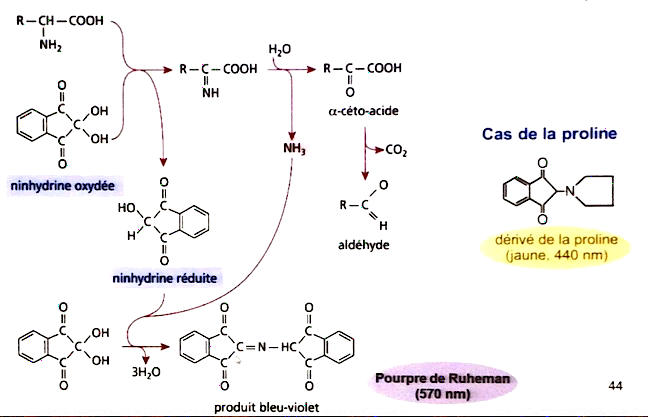 R – CH – COOH
NH₂
R – C – COOH
NH
H₂O
R – C – COOH
O
α-céto-acide
O
C
OH
C
OH
C
O
ninhydrine oxydée
NH₃
CO₂
Cas de la proline
O
N
O
dérivé de la proline
(jaune, 440 nm)
O
C
HO
C
H
C
O
ninhydrine réduite
O
R – C
H
aldéhyde
O
C
OH
C
OH
C
O
3H₂O
O
C
C = N – HC
C
O
O
C
C
O
produit bleu-violet
Pourpre de Ruheman
(570 nm)
44